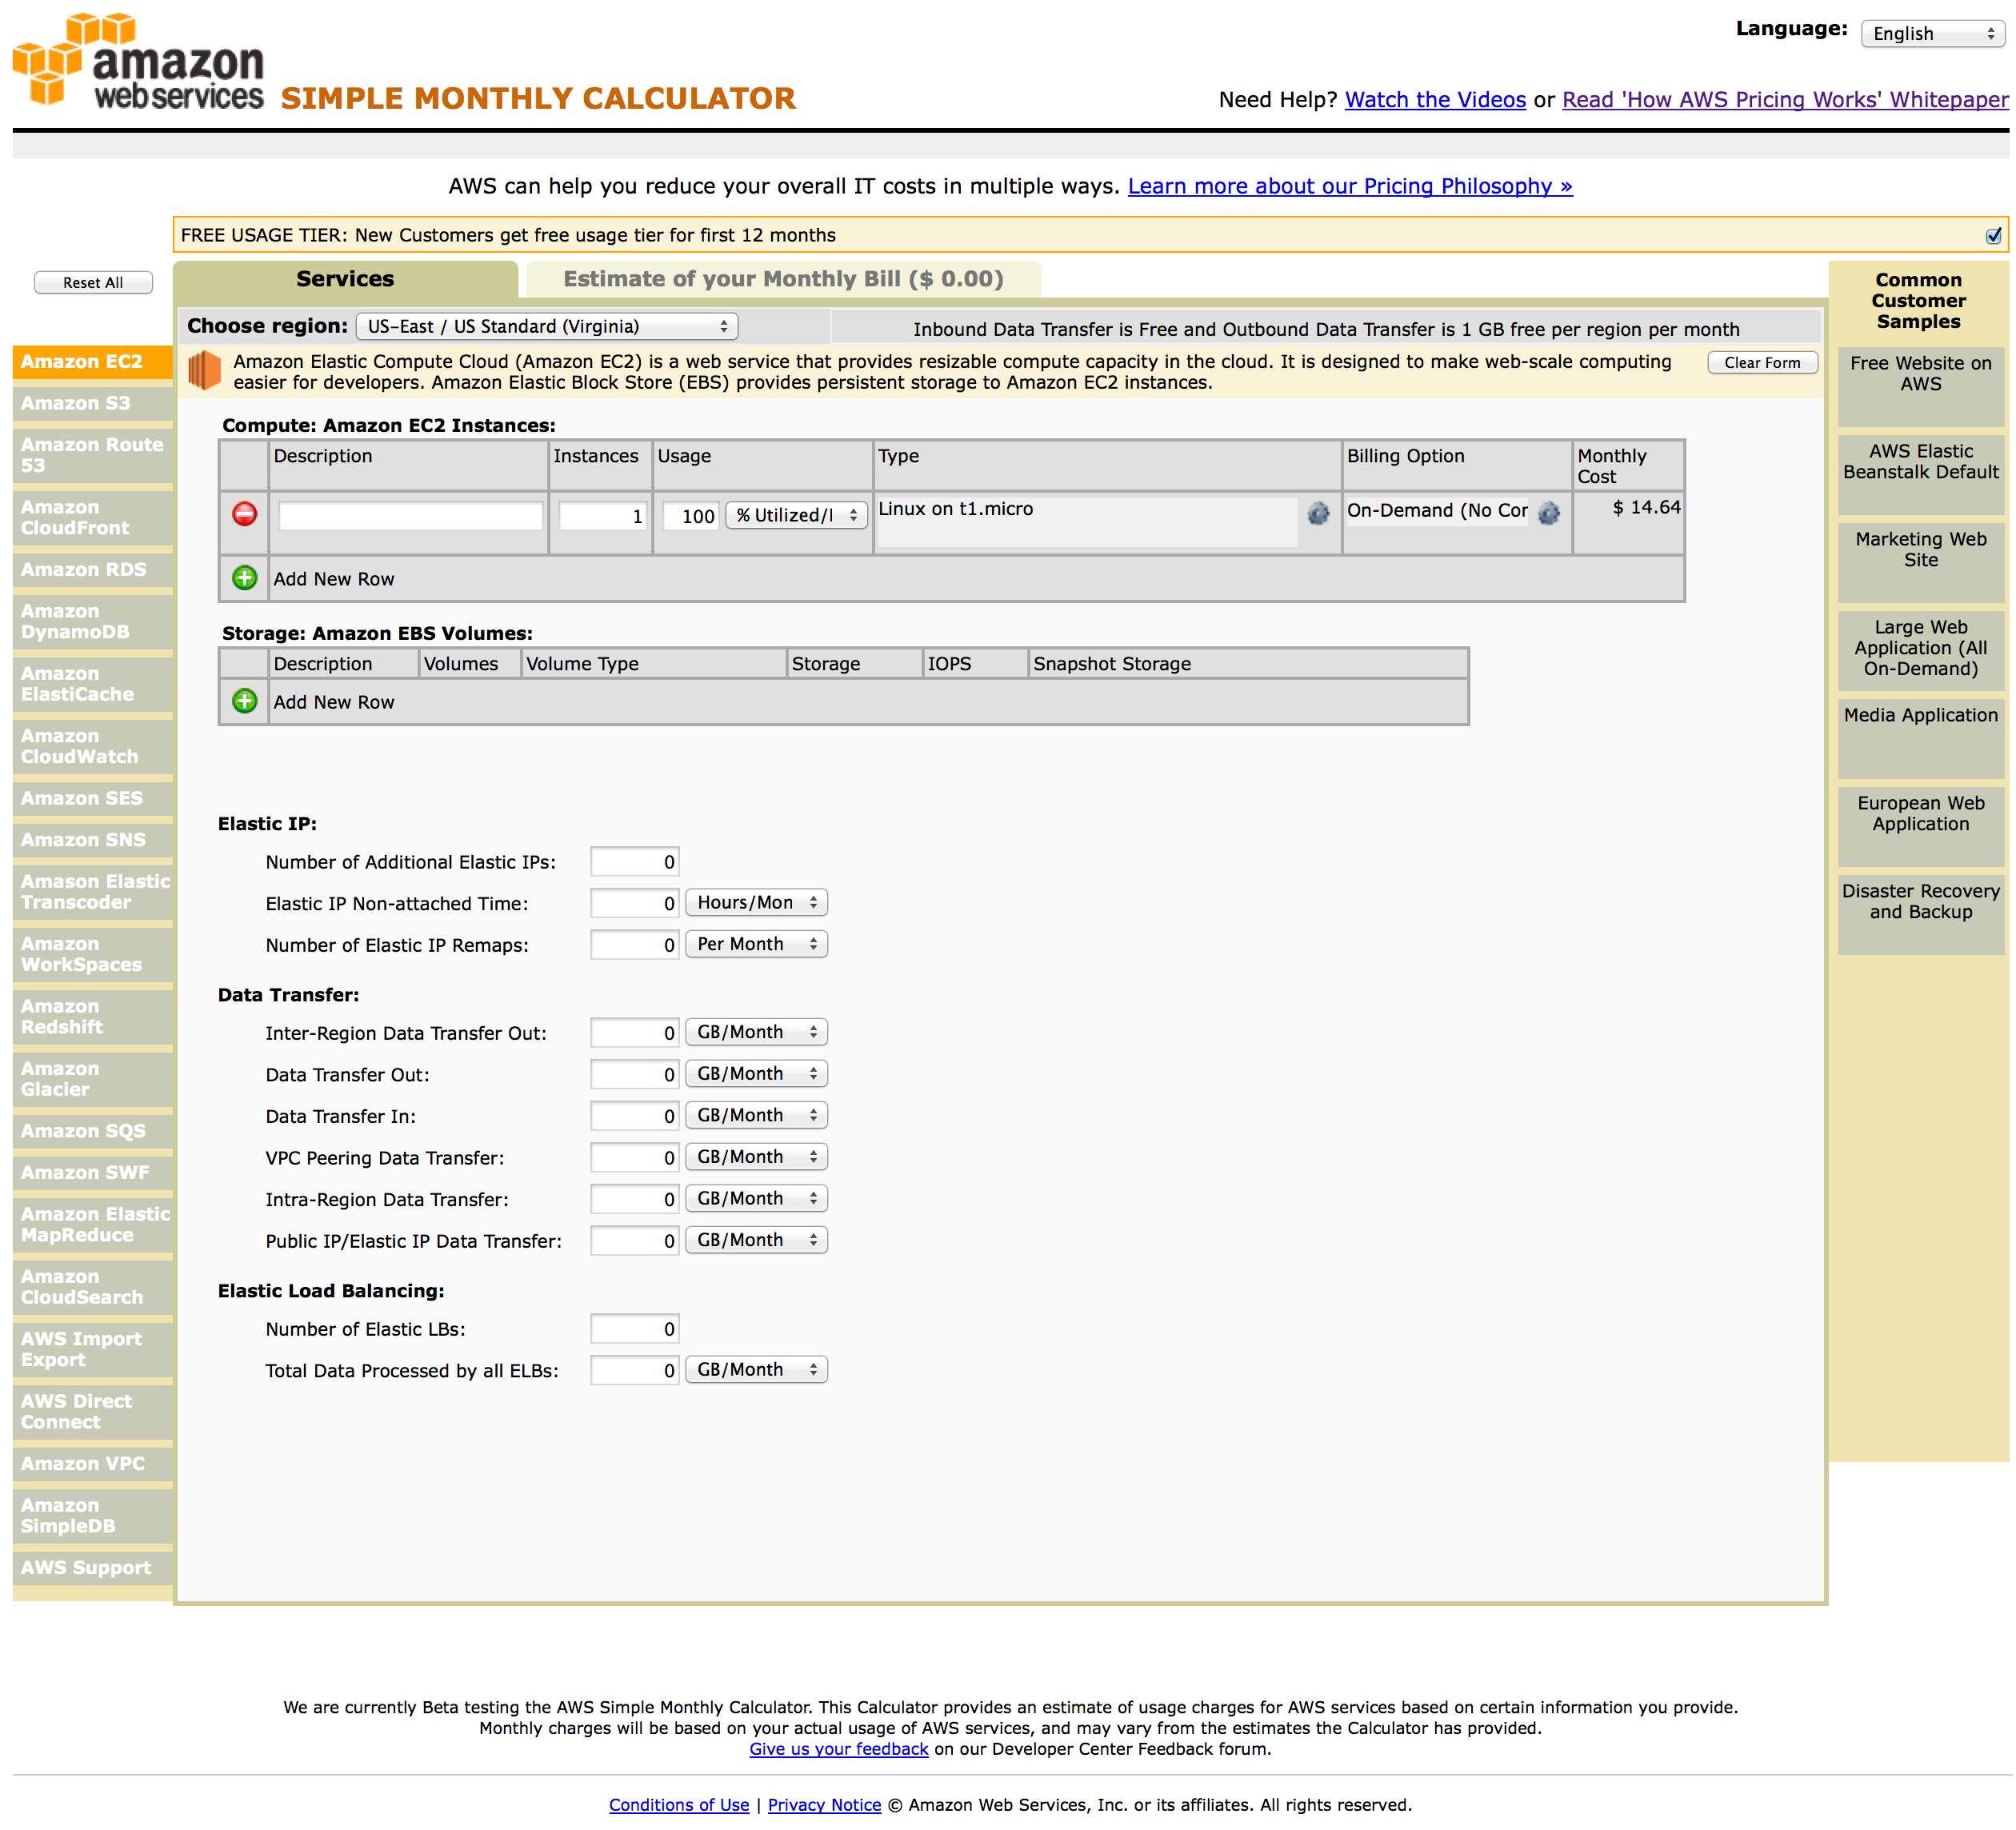 Language: English
amazon
webservices
SIMPLE MONTHLY CALCULATOR
Need Help? Watch the Videos or Read 'How AWS Pricing Works' Whitepaper
AWS can help you reduce your overall IT costs in multiple ways. Learn more about our Pricing Philosophy »
FREE USAGE TIER: New Customers get free usage tier for first 12 months
Reset All
Services
Estimate of your Monthly Bill ($ 0.00)
Choose region: US-East / US Standard (Virginia)
Inbound Data Transfer is Free and Outbound Data Transfer is 1 GB free per region per month
Amazon Elastic Compute Cloud (Amazon EC2) is a web service that provides resizable compute capacity in the cloud. It is designed to make web-scale computing
easier for developers. Amazon Elastic Block Store (EBS) provides persistent storage to Amazon EC2 instances.
Clear Form
Amazon EC2
Amazon S3
Amazon Route
53
Amazon
CloudFront
Amazon RDS
Amazon
DynamoDB
Amazon
ElastiCache
Amazon
CloudWatch
Amazon SES
Amazon SNS
Amason Elastic
Transcoder
Amazon
WorkSpaces
Amazon
Redshift
Amazon
Glacier
Amazon SQS
Amazon SWF
Amazon Elastic
MapReduce
Amazon
CloudSearch
AWS Import
Export
AWS Direct
Connect
Amazon VPC
Amazon
SimpleDB
AWS Support
Compute: Amazon EC2 Instances:
Description Instances Usage Type Billing Option Monthly
Cost
1 100 % Utilized/I Linux on t1.micro On-Demand (No Cor $ 14.64
Add New Row
Storage: Amazon EBS Volumes:
Description Volumes Volume Type Storage IOPS Snapshot Storage
Add New Row
Elastic IP:
Number of Additional Elastic IPs: 0
Elastic IP Non-attached Time: 0 Hours/Mon
Number of Elastic IP Remaps: 0 Per Month
Data Transfer:
Inter-Region Data Transfer Out: 0 GB/Month
Data Transfer Out: 0 GB/Month
Data Transfer In: 0 GB/Month
VPC Peering Data Transfer: 0 GB/Month
Intra-Region Data Transfer: 0 GB/Month
Public IP/Elastic IP Data Transfer: 0 GB/Month
Elastic Load Balancing:
Number of Elastic LBs: 0
Total Data Processed by all ELBs: 0 GB/Month
Common
Customer
Samples
Free Website on
AWS
AWS Elastic
Beanstalk Default
Marketing Web
Site
Large Web
Application (All
On-Demand)
Media Application
European Web
Application
Disaster Recovery
and Backup
We are currently Beta testing the AWS Simple Monthly Calculator. This Calculator provides an estimate of usage charges for AWS services based on certain information you provide.
Monthly charges will be based on your actual usage of AWS services, and may vary from the estimates the Calculator has provided.
Give us your feedback on our Developer Center Feedback forum.
Conditions of Use | Privacy Notice © Amazon Web Services, Inc. or its affiliates. All rights reserved.